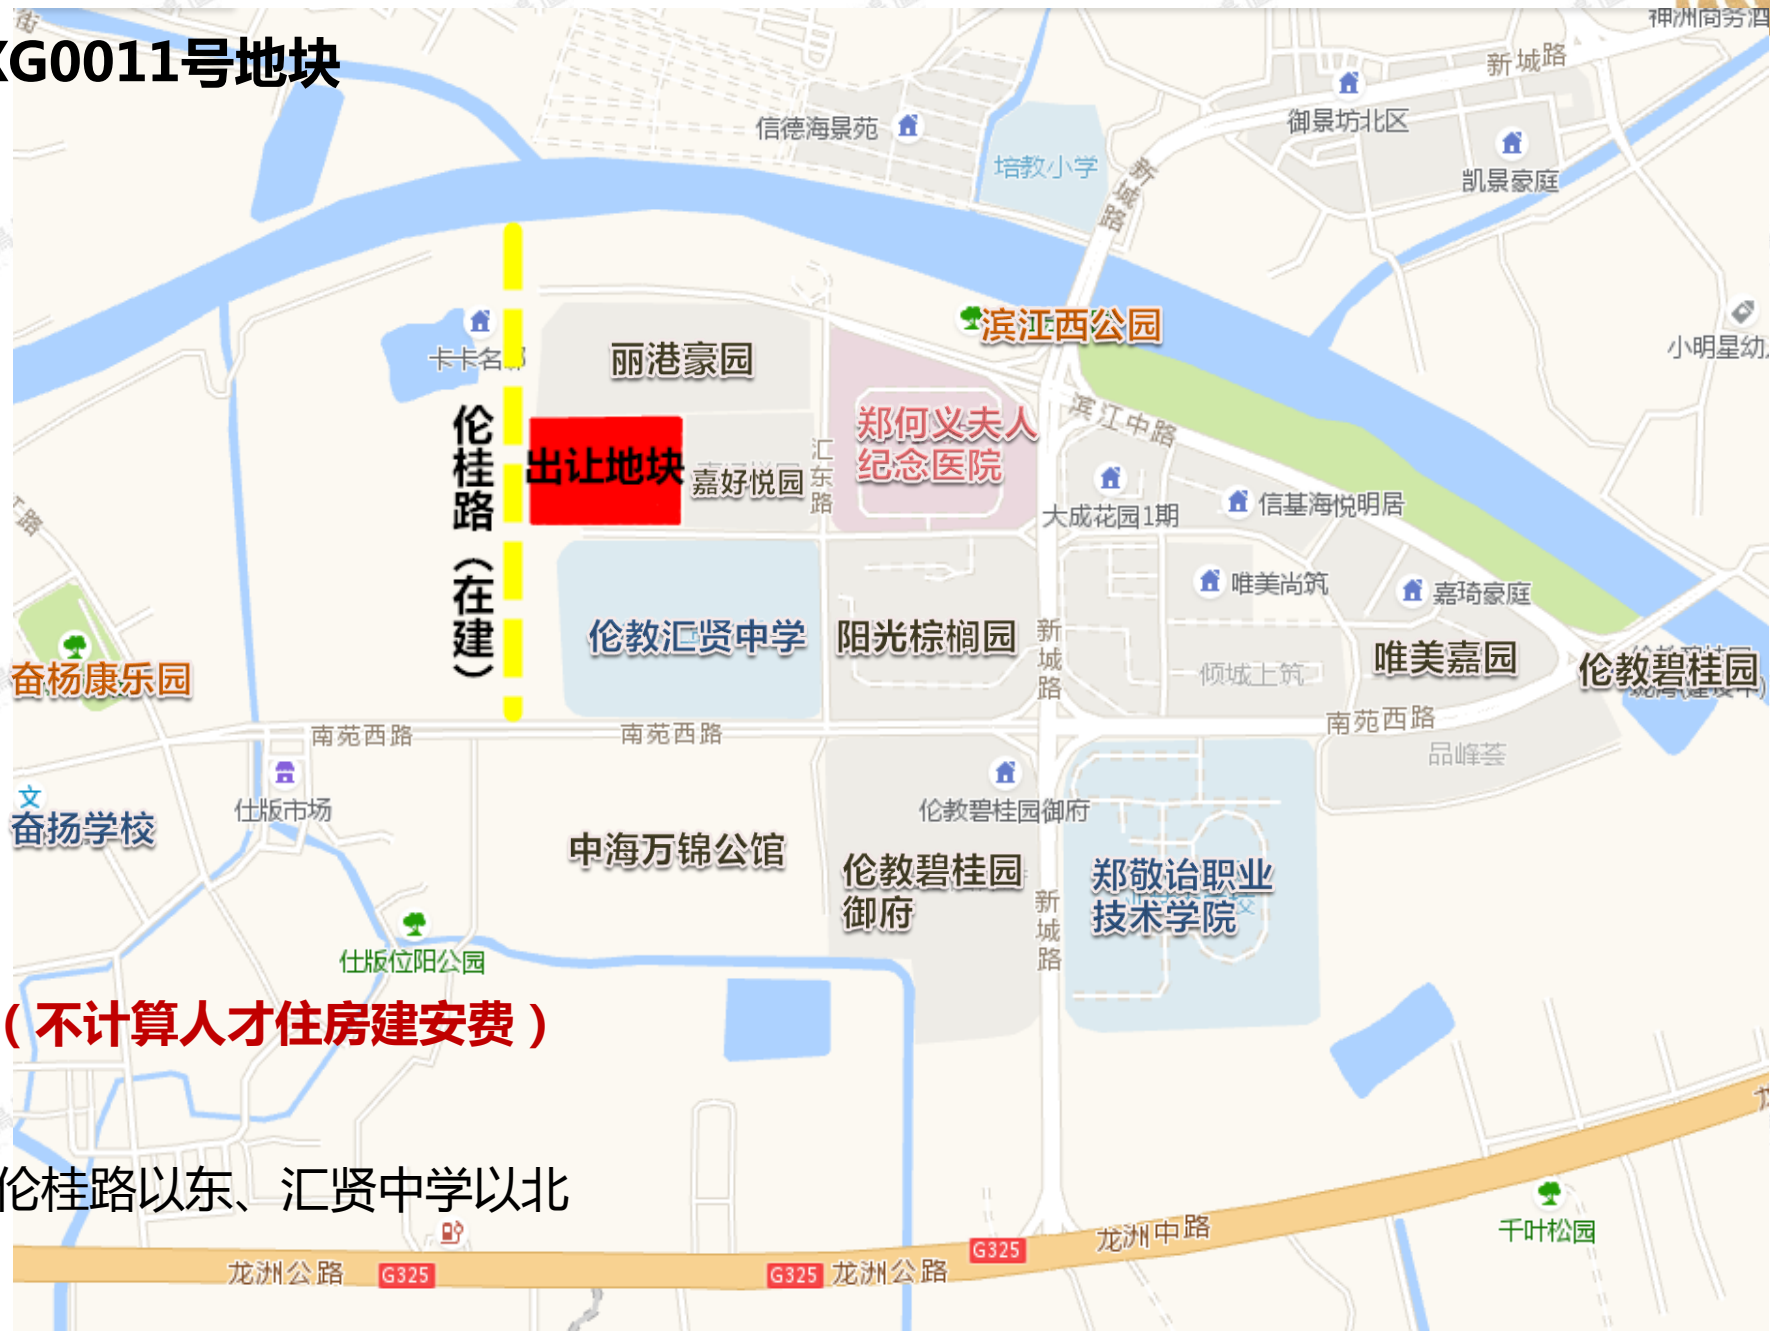 街
XG0011号地块
神洲商务酒
新城路
信德海景苑
御景坊北区
培教小学
凯景豪庭
新城路
滨江西公园
小明星幼
卡卡名
丽港豪园
郑何义夫人
纪念医院
滨江中路
伦桂路（在建）
出让地块
嘉好悦园
汇东路
大成花园1期
信基海悦明居
路
唯美尚筑
嘉琦豪庭
伦教汇贤中学
阳光棕榈园
新城路
倾城上筑
唯美嘉园
伦教碧桂园
奋杨康乐园
南苑西路
南苑西路
南苑西路
品峰荟
文
仕版市场
伦教碧桂园御府
奋扬学校
中海万锦公馆
伦教碧桂园
御府
郑敬诒职业
技术学院
新城路
仕版位阳公园
（不计算人才住房建安费）
伦桂路以东、汇贤中学以北
千叶松园
龙洲中路
G325
龙洲公路
G325
G325
龙洲公路
龙